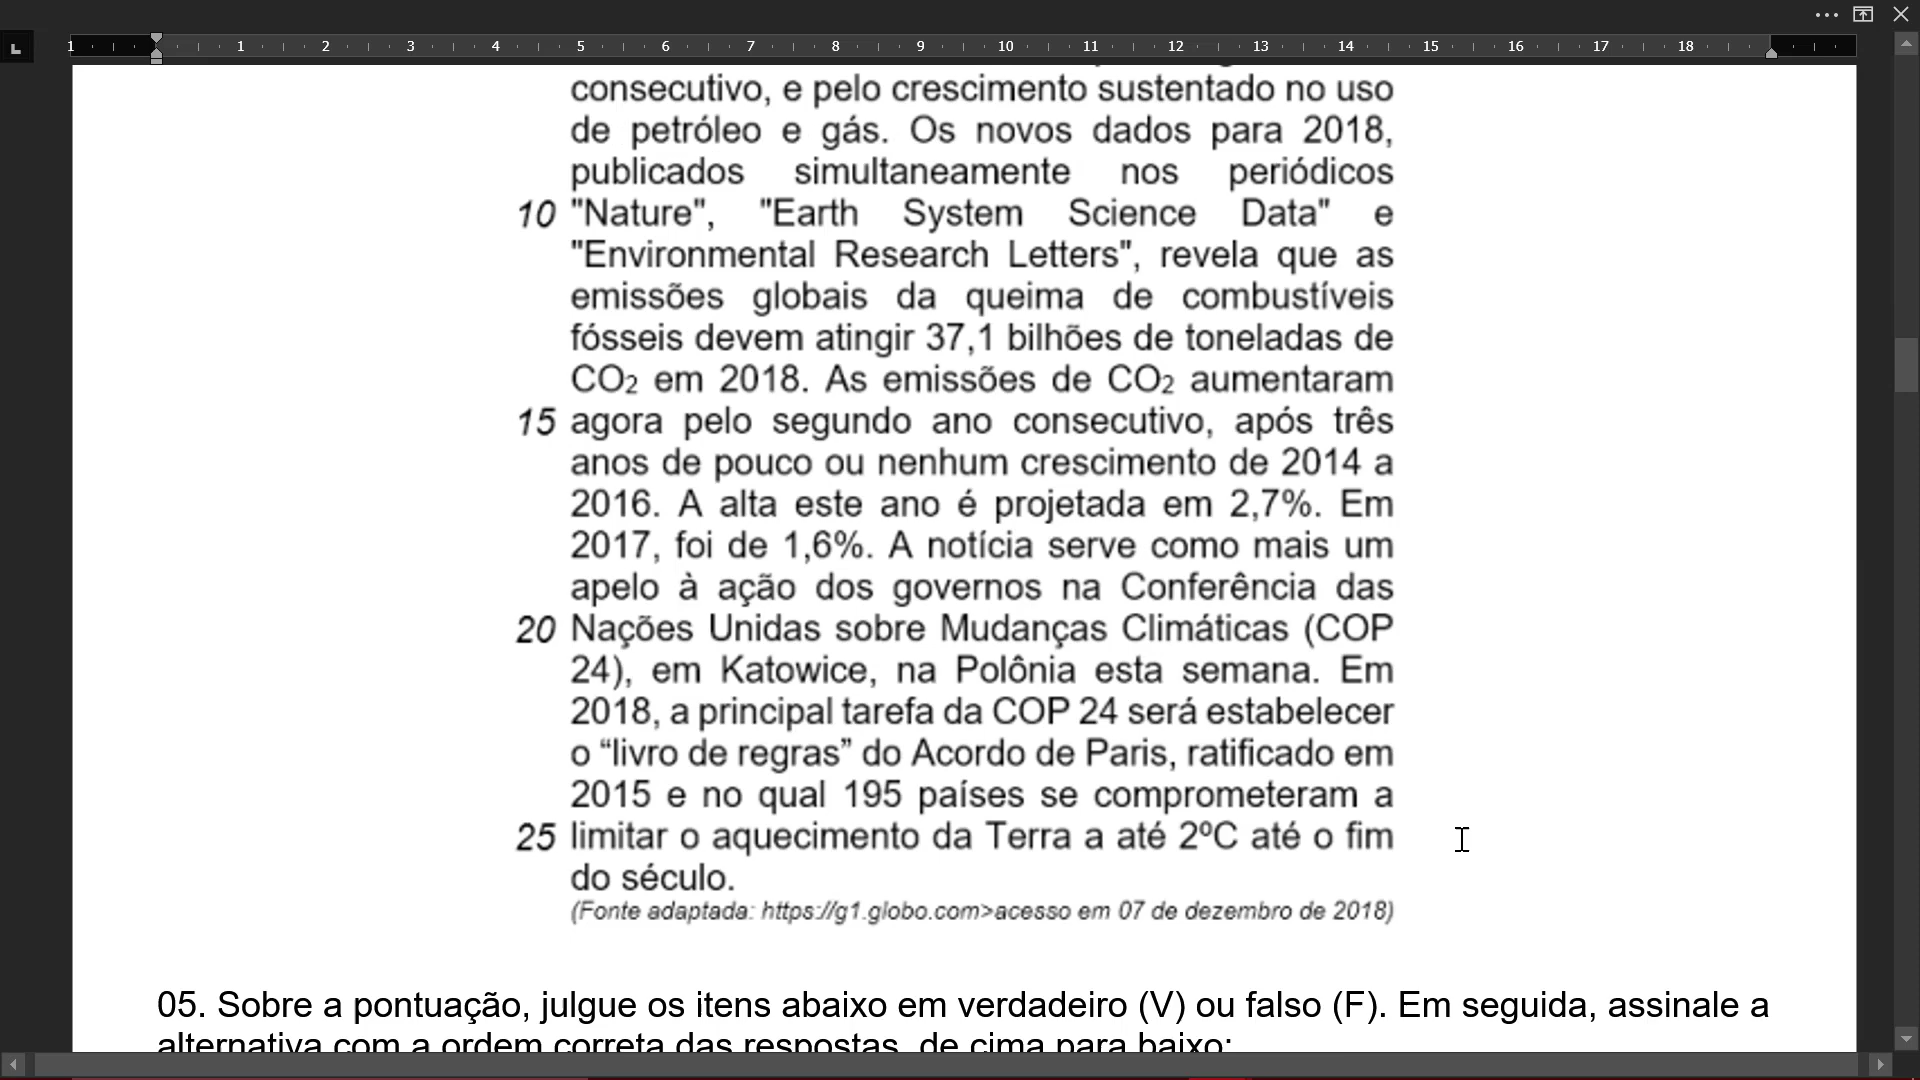 1 1 2 3 4 5 6 7 8 9 10 11 12 13 14 15 16 17 18
consecutivo, e pelo crescimento sustentado no uso
de petróleo e gás. Os novos dados para 2018,
publicados simultaneamente nos periódicos
10 "Nature", "Earth System Science Data" e
"Environmental Research Letters", revela que as
emissões globais da queima de combustíveis
fósseis devem atingir 37,1 bilhões de toneladas de
CO2 em 2018. As emissões de CO2 aumentaram
15 agora pelo segundo ano consecutivo, após três
anos de pouco ou nenhum crescimento de 2014 a
2016. A alta este ano é projetada em 2,7%. Em
2017, foi de 1,6%. A notícia serve como mais um
apelo à ação dos governos na Conferência das
20 Nações Unidas sobre Mudanças Climáticas (COP
24), em Katowice, na Polônia esta semana. Em
2018, a principal tarefa da COP 24 será estabelecer
o “livro de regras” do Acordo de Paris, ratificado em
2015 e no qual 195 países se comprometeram a
25 limitar o aquecimento da Terra a até 2ºC até o fim
do século.
(Fonte adaptada: https://g1.globo.com>acesso em 07 de dezembro de 2018)
05. Sobre a pontuação, julgue os itens abaixo em verdadeiro (V) ou falso (F). Em seguida, assinale a
alternativa com a ordem correta das respostas, de cima para baixo: